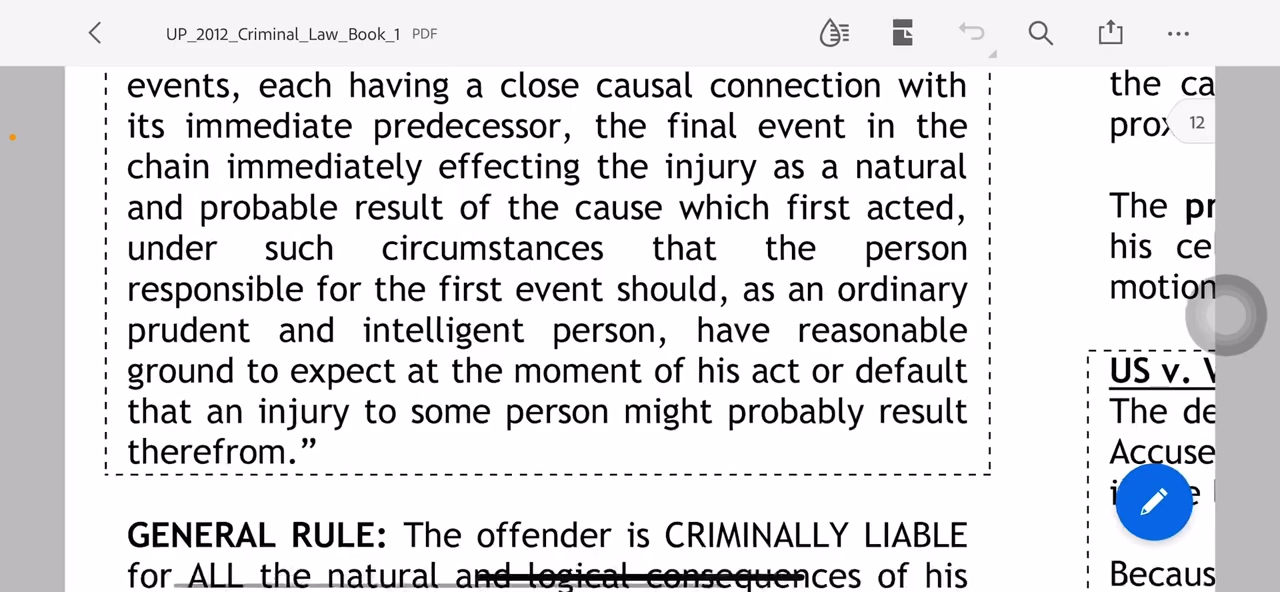 UP_2012_Criminal_Law_Book_1 PDF
events, each having a close causal connection with
its immediate predecessor, the final event in the
chain immediately effecting the injury as a natural
and probable result of the cause which first acted,
under such circumstances that the person
responsible for the first event should, as an ordinary
prudent and intelligent person, have reasonable
ground to expect at the moment of his act or default
that an injury to some person might probably result
therefrom.”
GENERAL RULE: The offender is CRIMINALLY LIABLE
for ALL the natural and logical consequences of his
the ca
prox
12
The pr
his ce
motion
US v.
The de
Accuse
Becaus